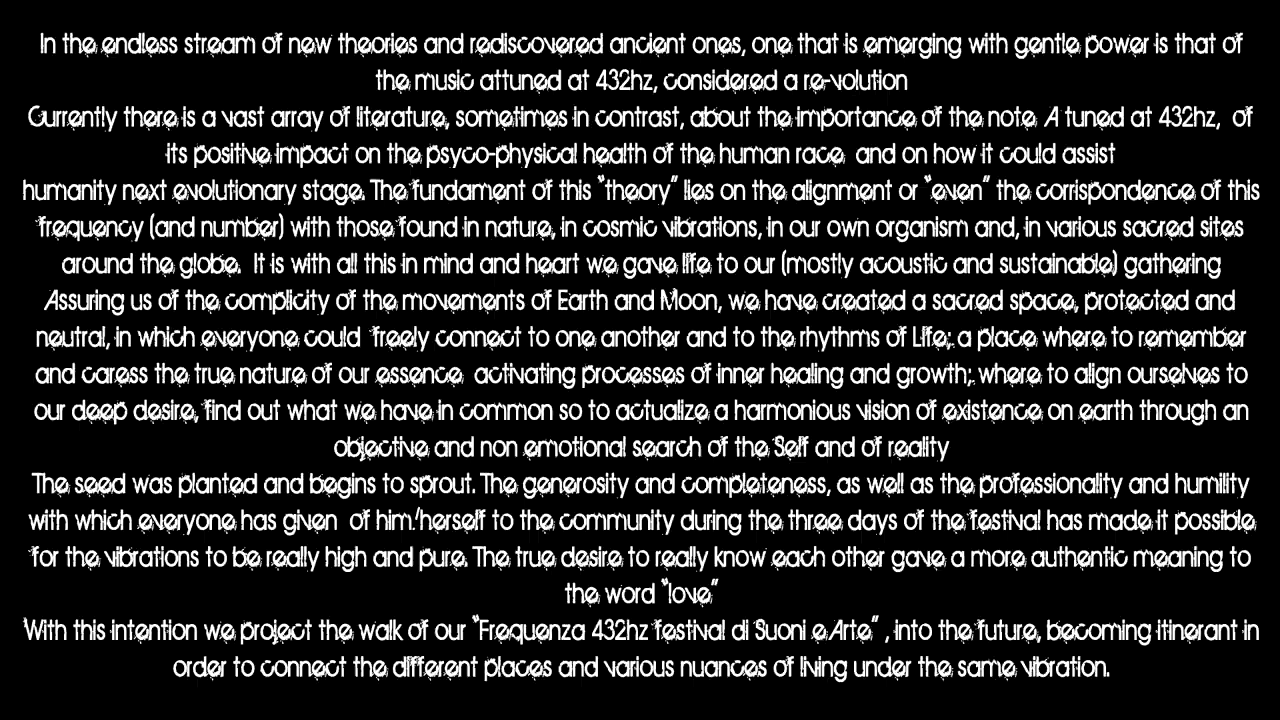 In the endless stream of new theories and rediscovered ancient ones, one that is emerging with gentle power is that of
the music attuned at 432hz, considered a re-volution
Currently there is a vast array of literature, sometimes in contrast, about the importance of the note A tuned at 432hz, of
its positive impact on the psyco-physical health of the human race and on how it could assist
humanity next evolutionary stage. The fundament of this "theory" lies on the alignment or "even" the corrispondence of this
frequency (and number) with those found in nature, in cosmic vibrations, in our own organism and, in various sacred sites
around the globe. It is with all this in mind and heart we gave life to our (mostly acoustic and sustainable) gathering
Assuring us of the complicity of the movements of Earth and Moon, we have created a sacred space, protected and
neutral, in which everyone could freely connect to one another and to the rhythms of Life; a place where to remember
and caress the true nature of our essence activating processes of inner healing and growth; where to align ourselves to
our deep desire, find out what we have in common so to actualize a harmonious vision of existence on earth through an
objective and non emotional search of the Self and of reality
The seed was planted and begins to sprout. The generosity and completeness, as well as the professionality and humility
with which everyone has given of him/herself to the community during the three days of the festival has made it possible
for the vibrations to be really high and pure. The true desire to really know each other gave a more authentic meaning to
the word "love"
With this intention we project the walk of our "Frequenza 432hz festival di Suoni e Arte" , into the future, becoming itinerant in
order to connect the different places and various nuances of living under the same vibration.